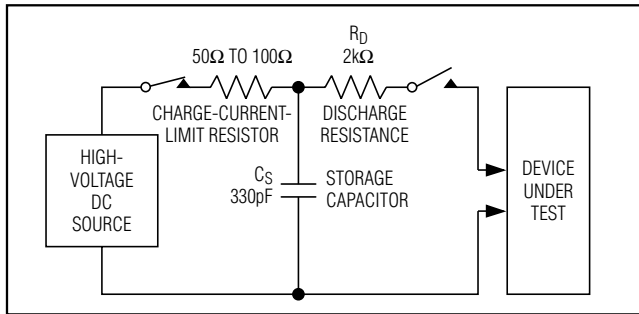 50Ω TO 100Ω
CHARGE-CURRENT-
LIMIT RESISTOR
RD
2kΩ
DISCHARGE
RESISTANCE
HIGH-
VOLTAGE
DC
SOURCE
CS
330pF
STORAGE
CAPACITOR
DEVICE
UNDER
TEST